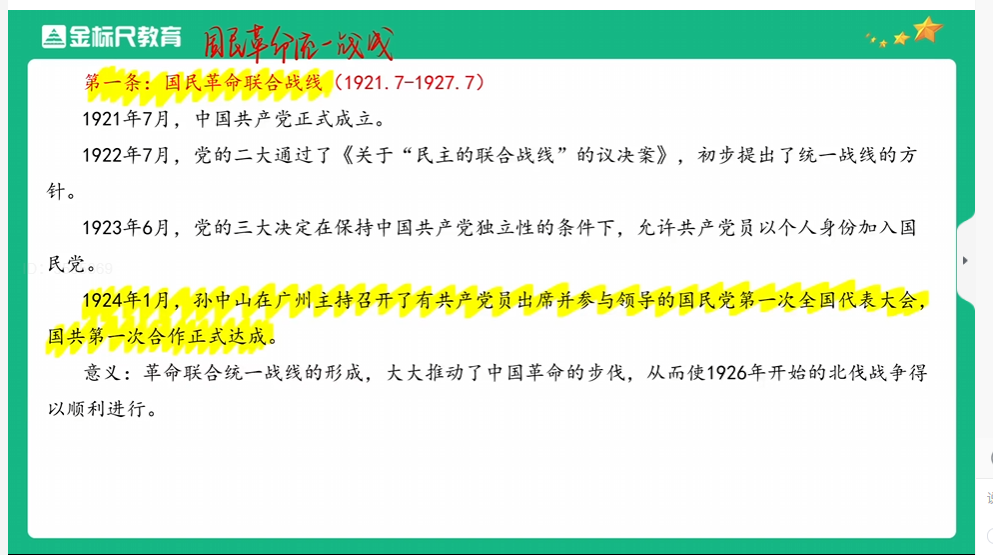 金标尺教育
国民革命统一战线
第一条：国民革命联合战线（1921.7-1927.7）
1921年7月，中国共产党正式成立。
1922年7月，党的二大通过了《关于“民主的联合战线”的议决案》，初步提出了统一战线的方
针。
1923年6月，党的三大决定在保持中国共产党独立性的条件下，允许共产党员以个人身份加入国
民党。
1924年1月，孙中山在广州主持召开了有共产党员出席并参与领导的国民党第一次全国代表大会，
国共第一次合作正式达成。
意义：革命联合统一战线的形成，大大推动了中国革命的步伐，从而使1926年开始的北伐战争得
以顺利进行。